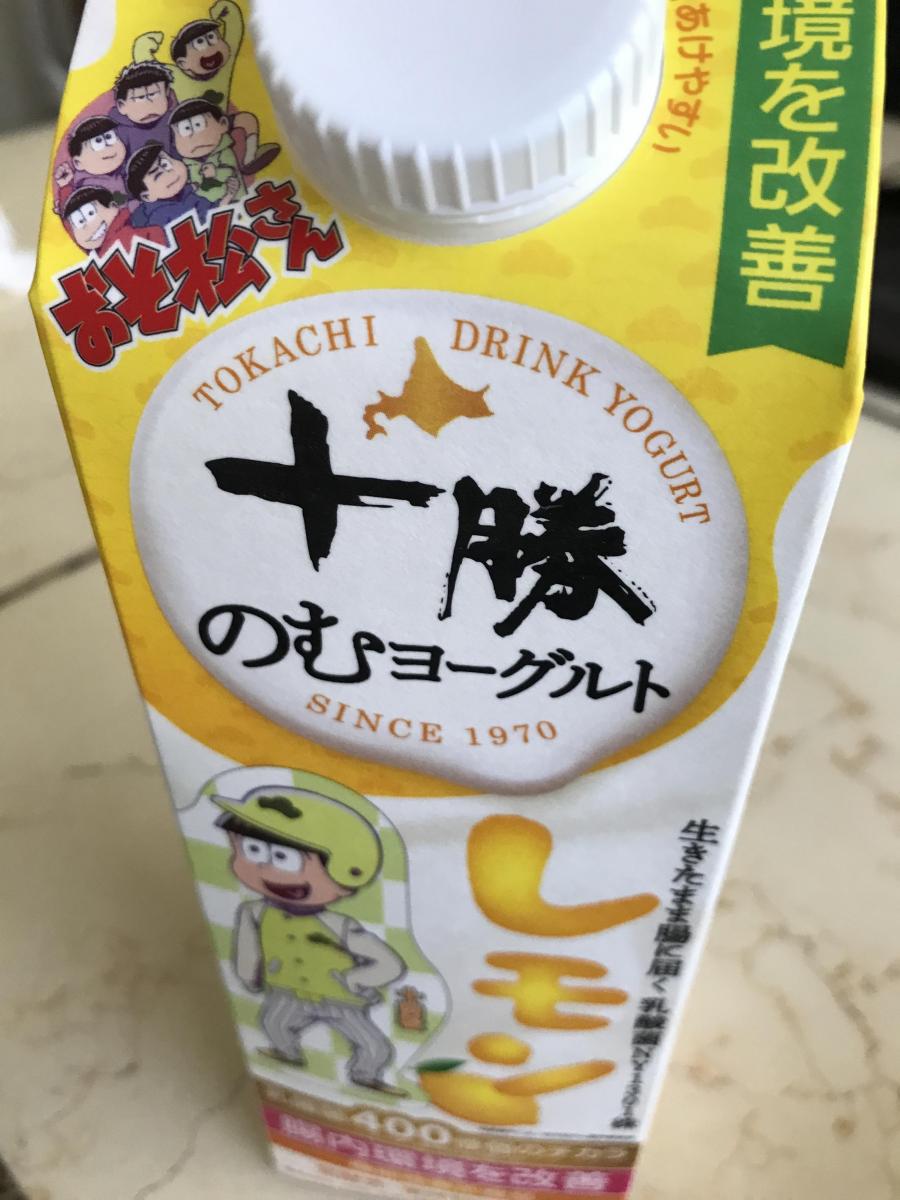 境を改善
あけやすい
おそ松さん
TOKACHI DRINK YOGURT
十勝
のむヨーグルト
SINCE 1970
レモン
生きたまま腸に届く 乳酸菌
400
腸内環境を改善